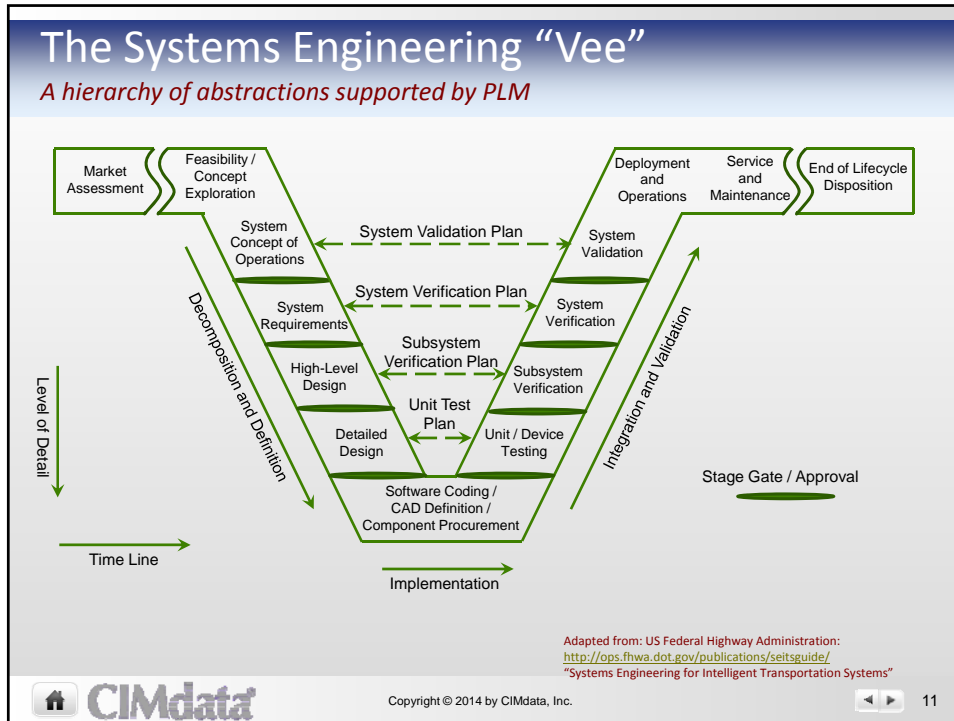 The Systems Engineering “Vee”
A hierarchy of abstractions supported by PLM
Market
Assessment
Feasibility /
Concept
Exploration
Deployment
and
Operations
Service
and
Maintenance
End of Lifecycle
Disposition
System
Concept of
Operations
System Validation Plan
System
Validation
System
Requirements
System Verification Plan
System
Verification
High-Level
Design
Subsystem
Verification Plan
Subsystem
Verification
Detailed
Design
Unit Test
Plan
Unit / Device
Testing
Software Coding /
CAD Definition /
Component Procurement
Decomposition and Definition
Integration and Validation
Level of Detail
Time Line
Implementation
Stage Gate / Approval
Adapted from: US Federal Highway Administration:
http://ops.fhwa.dot.gov/publications/seitsguide/
“Systems Engineering for Intelligent Transportation Systems”
CIMdata
Copyright © 2014 by CIMdata, Inc.
11